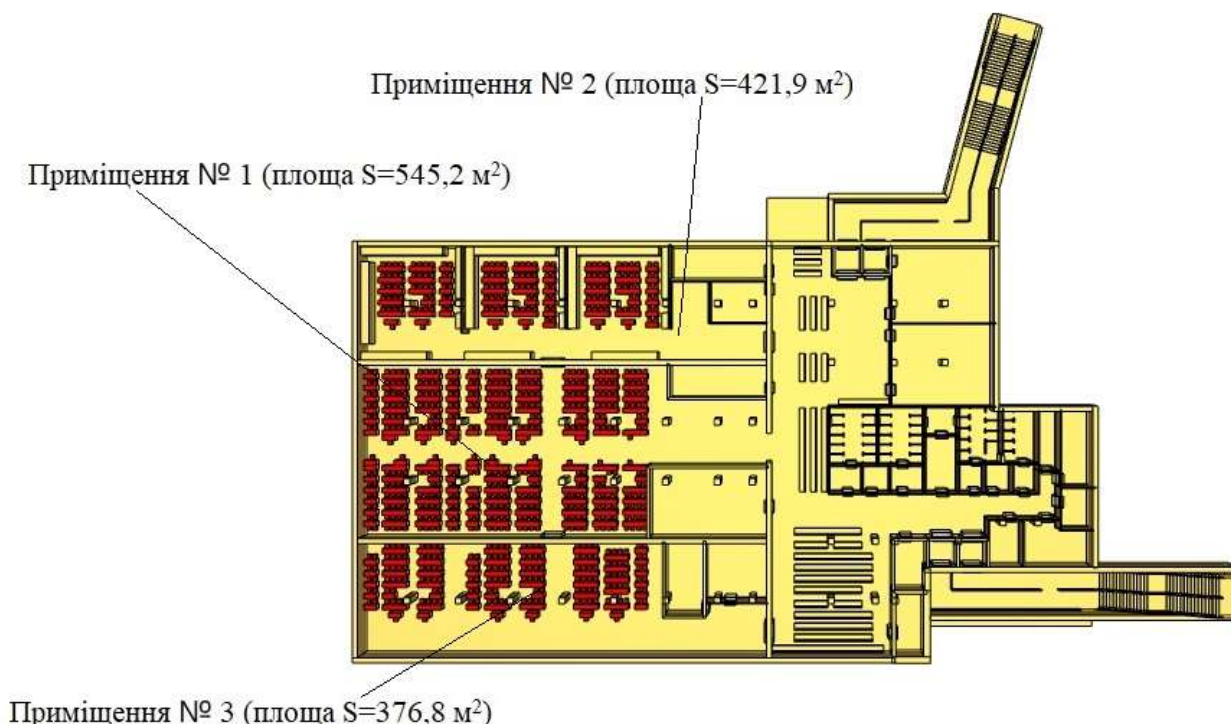 Приміщення № 2 (площа S=421,9 м²)
Приміщення № 1 (площа S=545,2 м²)
Приміщення № 3 (площа S=376,8 м²)